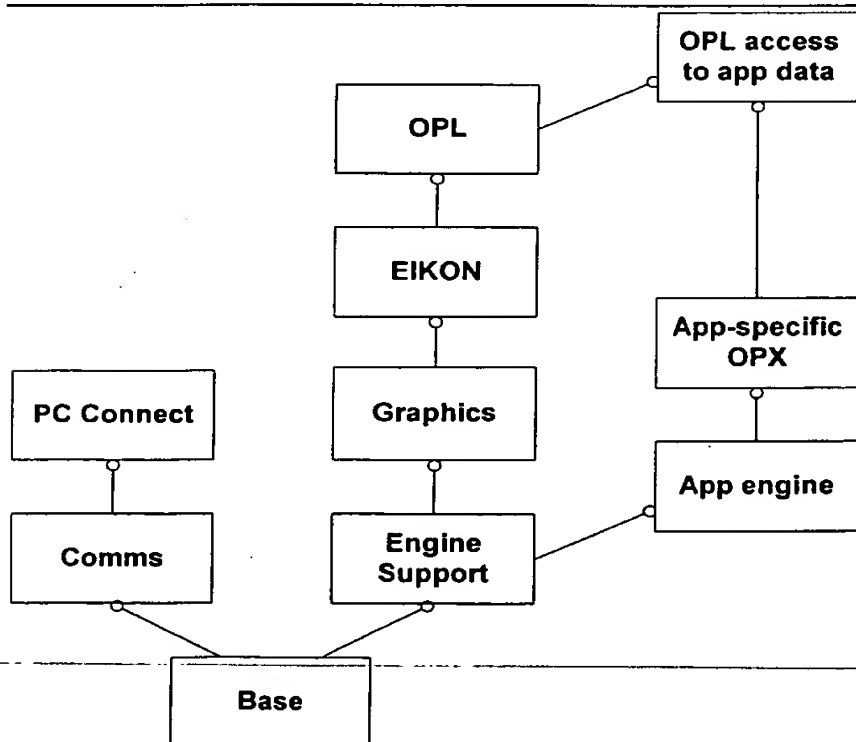 OPL access
to app data
OPL
EIKON
App-specific
OPX
PC Connect
Graphics
App engine
Comms
Engine
Support
Base